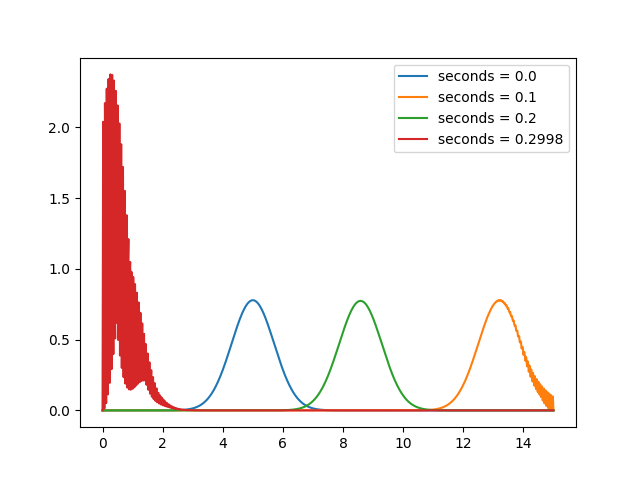 seconds = 0.0
seconds = 0.1
seconds = 0.2
seconds = 0.2998
2.0
1.5
1.0
0.5
0.0
0 2 4 6 8 10 12 14